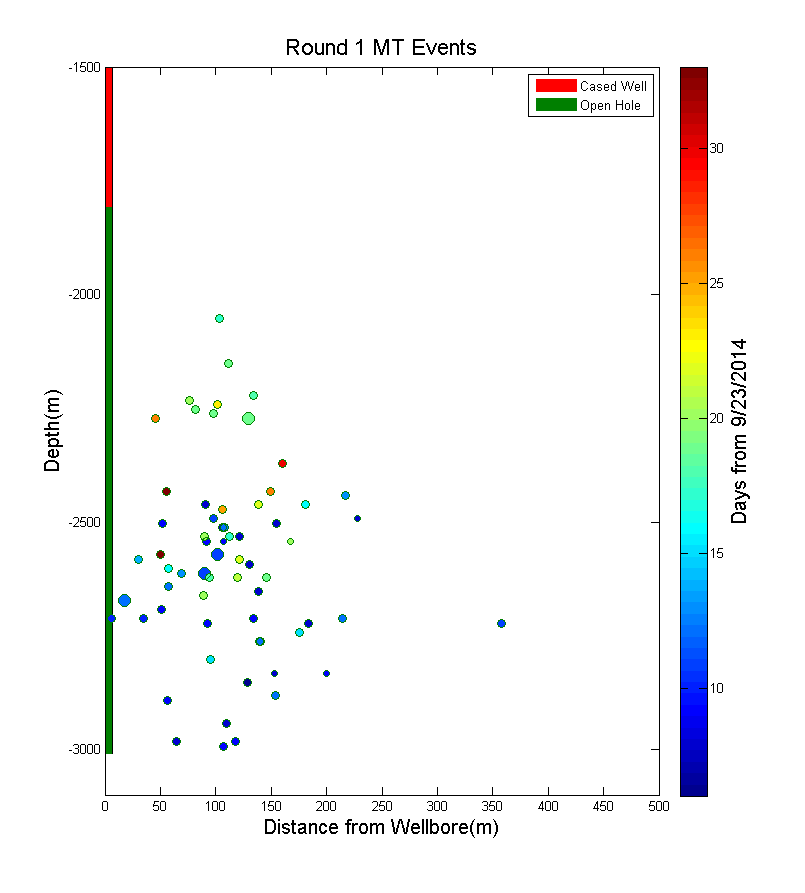 Round 1 MT Events
-1500
-2000
-2500
-3000
Depth(m)
Cased Well
Open Hole
0 50 100 150 200 250 300 350 400 450 500
Distance from Wellbore(m)
30
25
20
15
10
Days from 9/23/2014